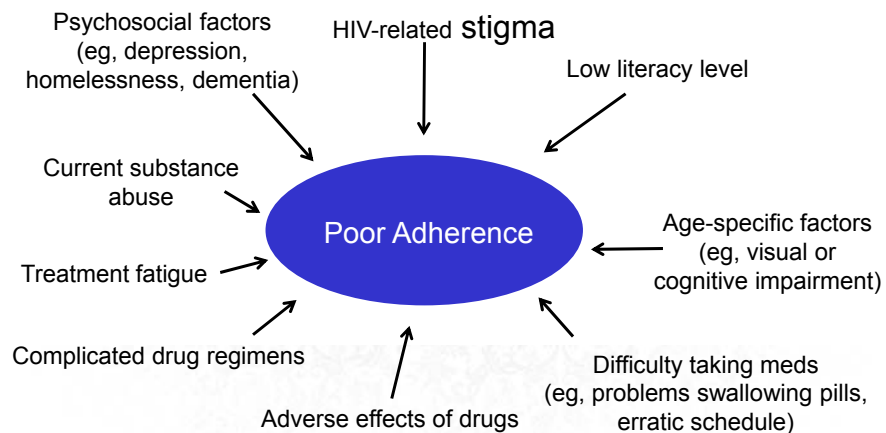 Psychosocial factors
(eg, depression,
homelessness, dementia)
HIV-related stigma
Low literacy level
Current substance
abuse
Poor Adherence
Age-specific factors
(eg, visual or
cognitive impairment)
Treatment fatigue
Complicated drug regimens
Adverse effects of drugs
Difficulty taking meds
(eg, problems swallowing pills,
erratic schedule)